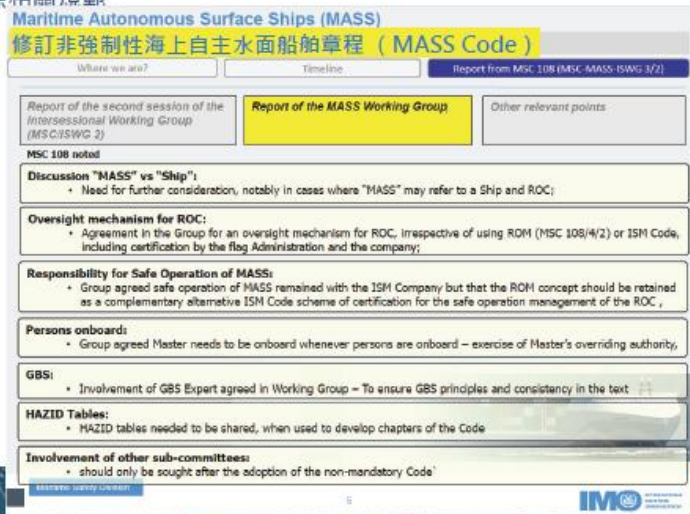 Maritime Autonomous Surface Ships (MASS)
修訂非強制性海上自主水面船舶章程 （MASS Code）
Where we are?
Timeline
Report from MSC 108 (MSC-MASS-ISWG 3/2)
Report of the second session of the
Intersessional Working Group
(MSC/ISWG 2)
Report of the MASS Working Group
Other relevant points
MSC 108 noted
Discussion "MASS" vs "Ship":
• Need for further consideration, notably in cases where "MASS" may refer to a Ship and ROC;
Oversight mechanism for ROC:
• Agreement in the Group for an oversight mechanism for ROC, irrespective of using ROM (MSC 108/4/2) or ISM Code,
including certification by the flag Administration and the company;
Responsibility for Safe Operation of MASS:
• Group agreed safe operation of MASS remained with the ISM Company but that the ROM concept should be retained
as a complementary alternative ISM Code scheme of certification for the safe operation management of the ROC ,
Persons onboard:
• Group agreed Master needs to be onboard whenever persons are onboard – exercise of Master's overriding authority,
GBS:
• Involvement of GBS Expert agreed in Working Group – To ensure GBS principles and consistency in the text
HAZID Tables:
• HAZID tables needed to be shared, when used to develop chapters of the Code
Involvement of other sub-committees:
• should only be sought after the adoption of the non-mandatory Code`
Maritime Safety Division
6
IMO
INTERNATIONAL
MARITIME
ORGANIZATION